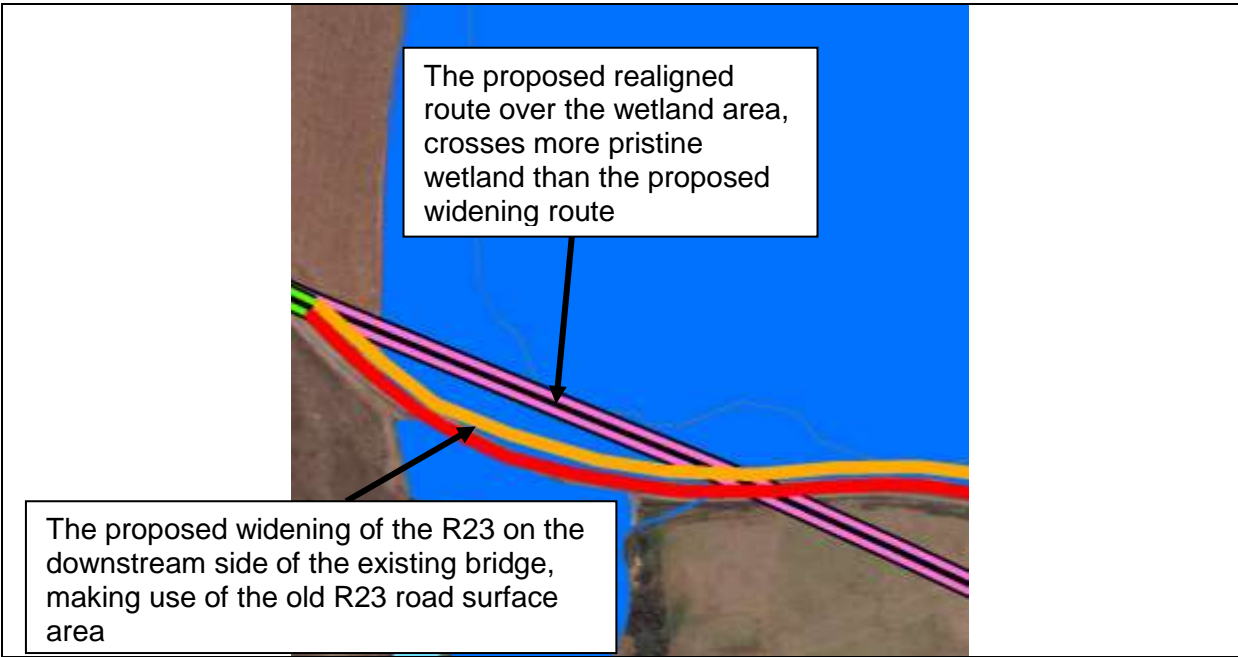 The proposed realigned
route over the wetland area,
crosses more pristine
wetland than the proposed
widening route
The proposed widening of the R23 on the
downstream side of the existing bridge,
making use of the old R23 road surface
area